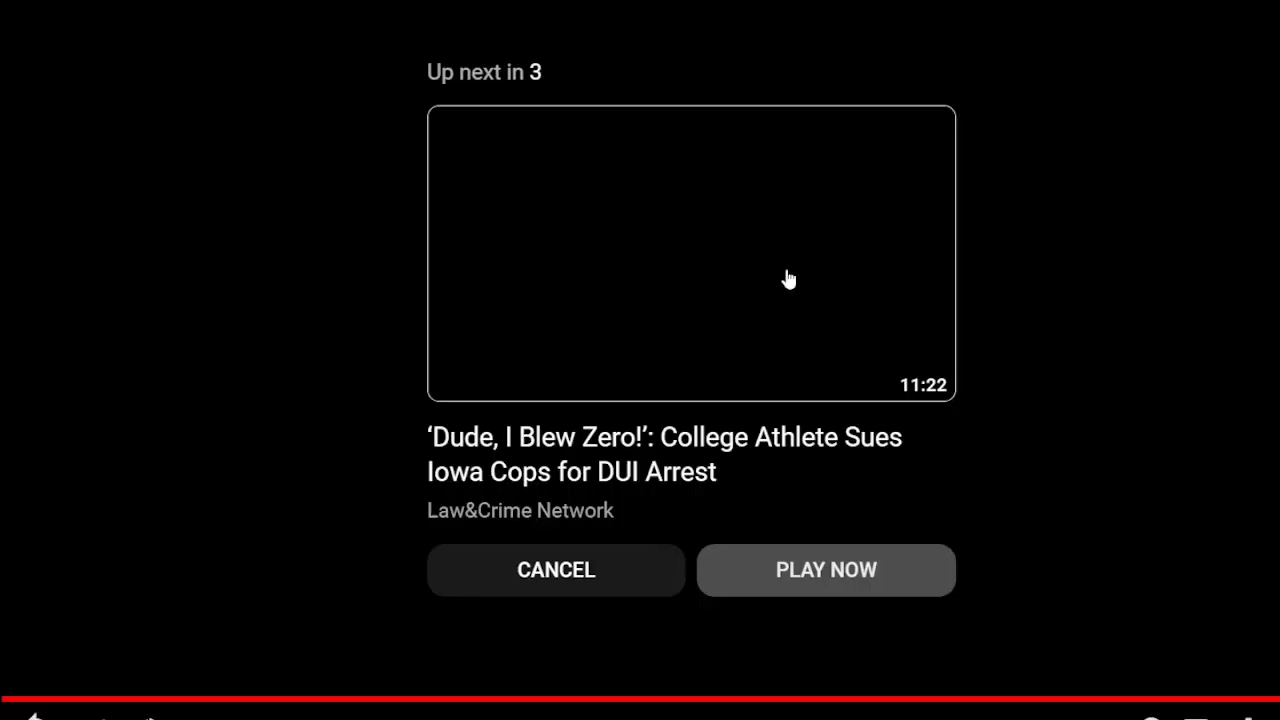 Up next in 3
11:22
‘Dude, I Blew Zero!’: College Athlete Sues
Iowa Cops for DUI Arrest
Law&Crime Network
CANCEL
PLAY NOW